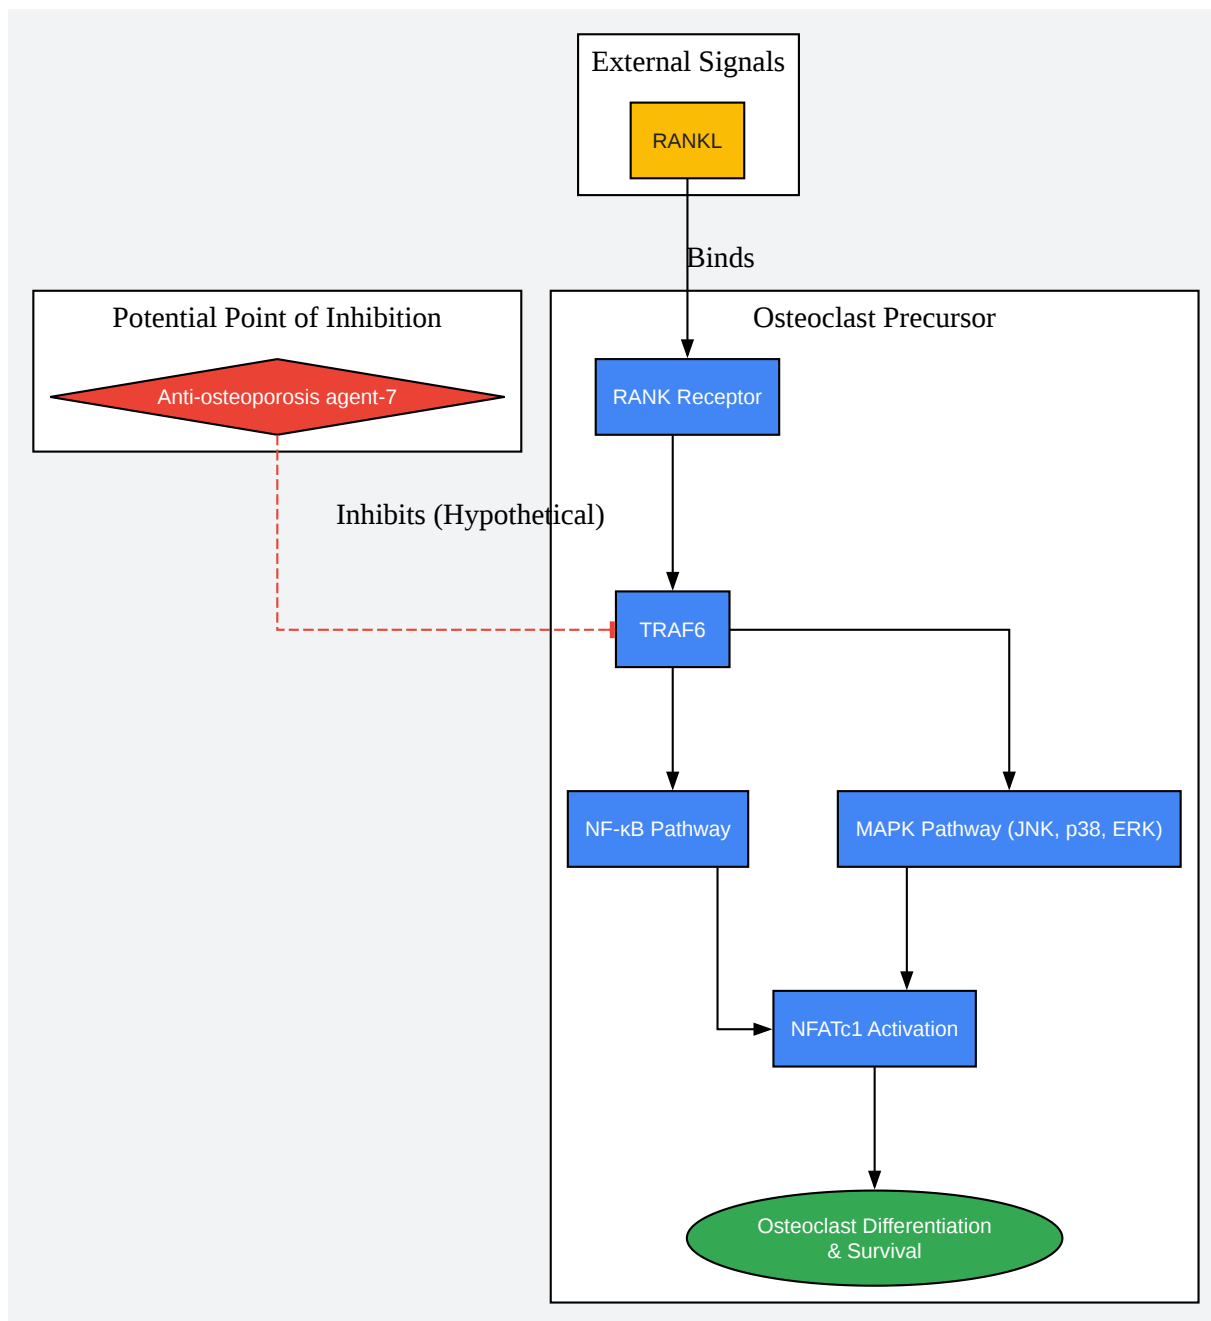 External Signals
RANKL
Binds
Potential Point of Inhibition
Anti-osteoporosis agent-7
Osteoclast Precursor
RANK Receptor
Inhibits (Hypothetical)
TRAF6
NF-κB Pathway
MAPK Pathway (JNK, p38, ERK)
NFATc1 Activation
Osteoclast Differentiation
& Survival